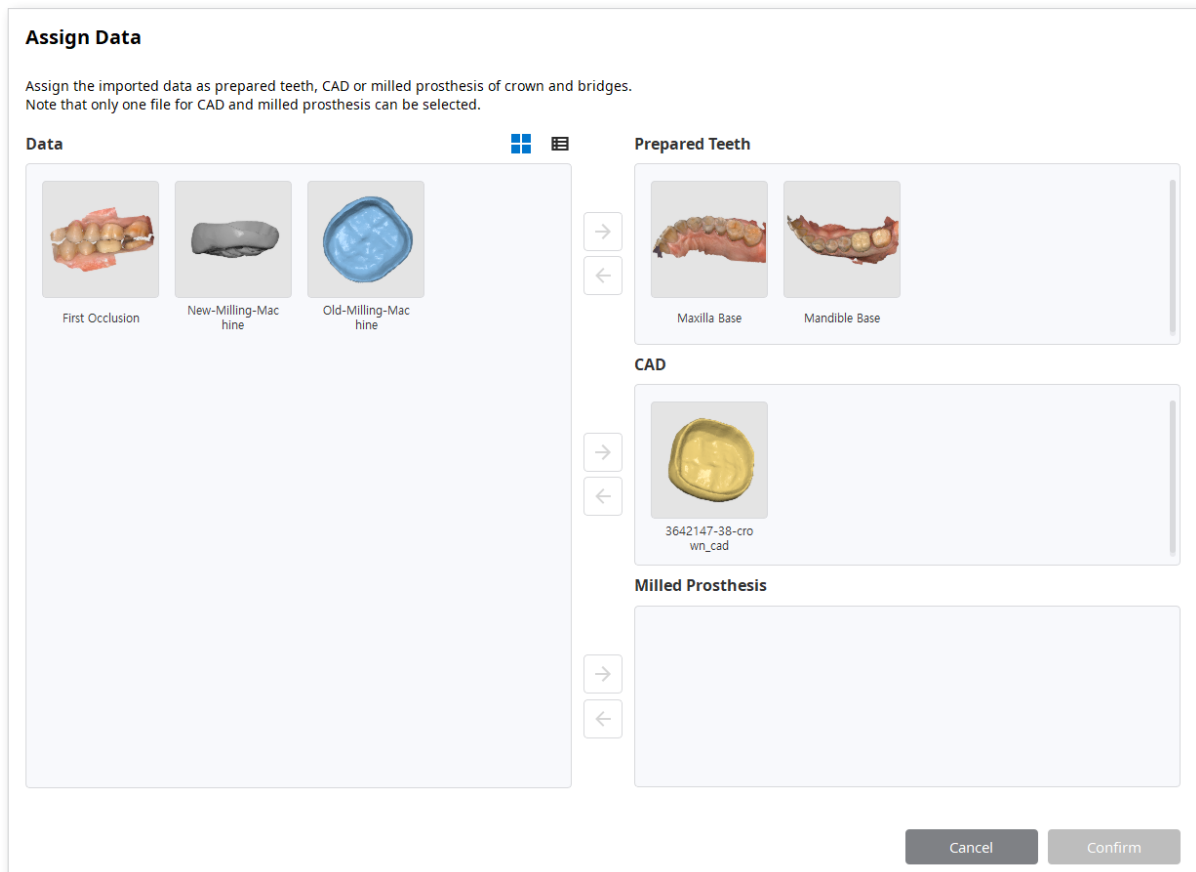 Assign Data
Assign the imported data as prepared teeth, CAD or milled prosthesis of crown and bridges.
Note that only one file for CAD and milled prosthesis can be selected.
Data
First Occlusion
New-Milling-Mac
hine
Old-Milling-Mac
hine
Prepared Teeth
Maxilla Base
Mandible Base
CAD
3642147-38-cro
wn_cad
Milled Prosthesis
Cancel
Confirm